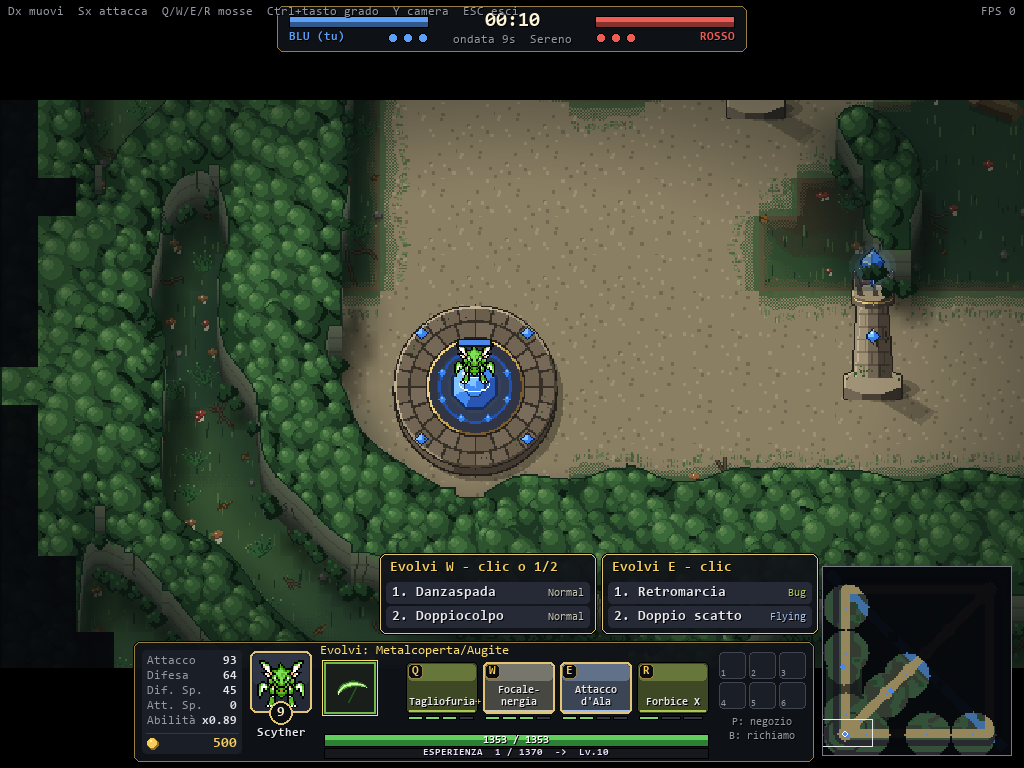 Dx muovi  Sx attacca  Q/W/E/R mosse  Ctrl+tasto grado  Y camera  ESC esci
FPS 0
00:10
BLU (tu)
ondata 9s  Sereno
ROSSO
Evolvi W - clic o 1/2
1. Danzaspada  Normal
2. Doppiocolpo  Normal
Evolvi E - clic
1. Retromarcia  Bug
2. Doppio scatto  Flying
Evolvi: Metalcoperta/Augite
Attacco  93
Difesa  64
Dif. Sp.  45
Att. Sp.  0
Abilità  x0.89
500
9
Scyther
Q
Tagliofuria+
W
Focale-
nergia
E
Attacco
d'Ala
R
Forbice X
1353 / 1353
ESPERIENZA  1 / 1370  ->  Lv.10
1  2  3
4  5  6
P: negozio
B: richiamo